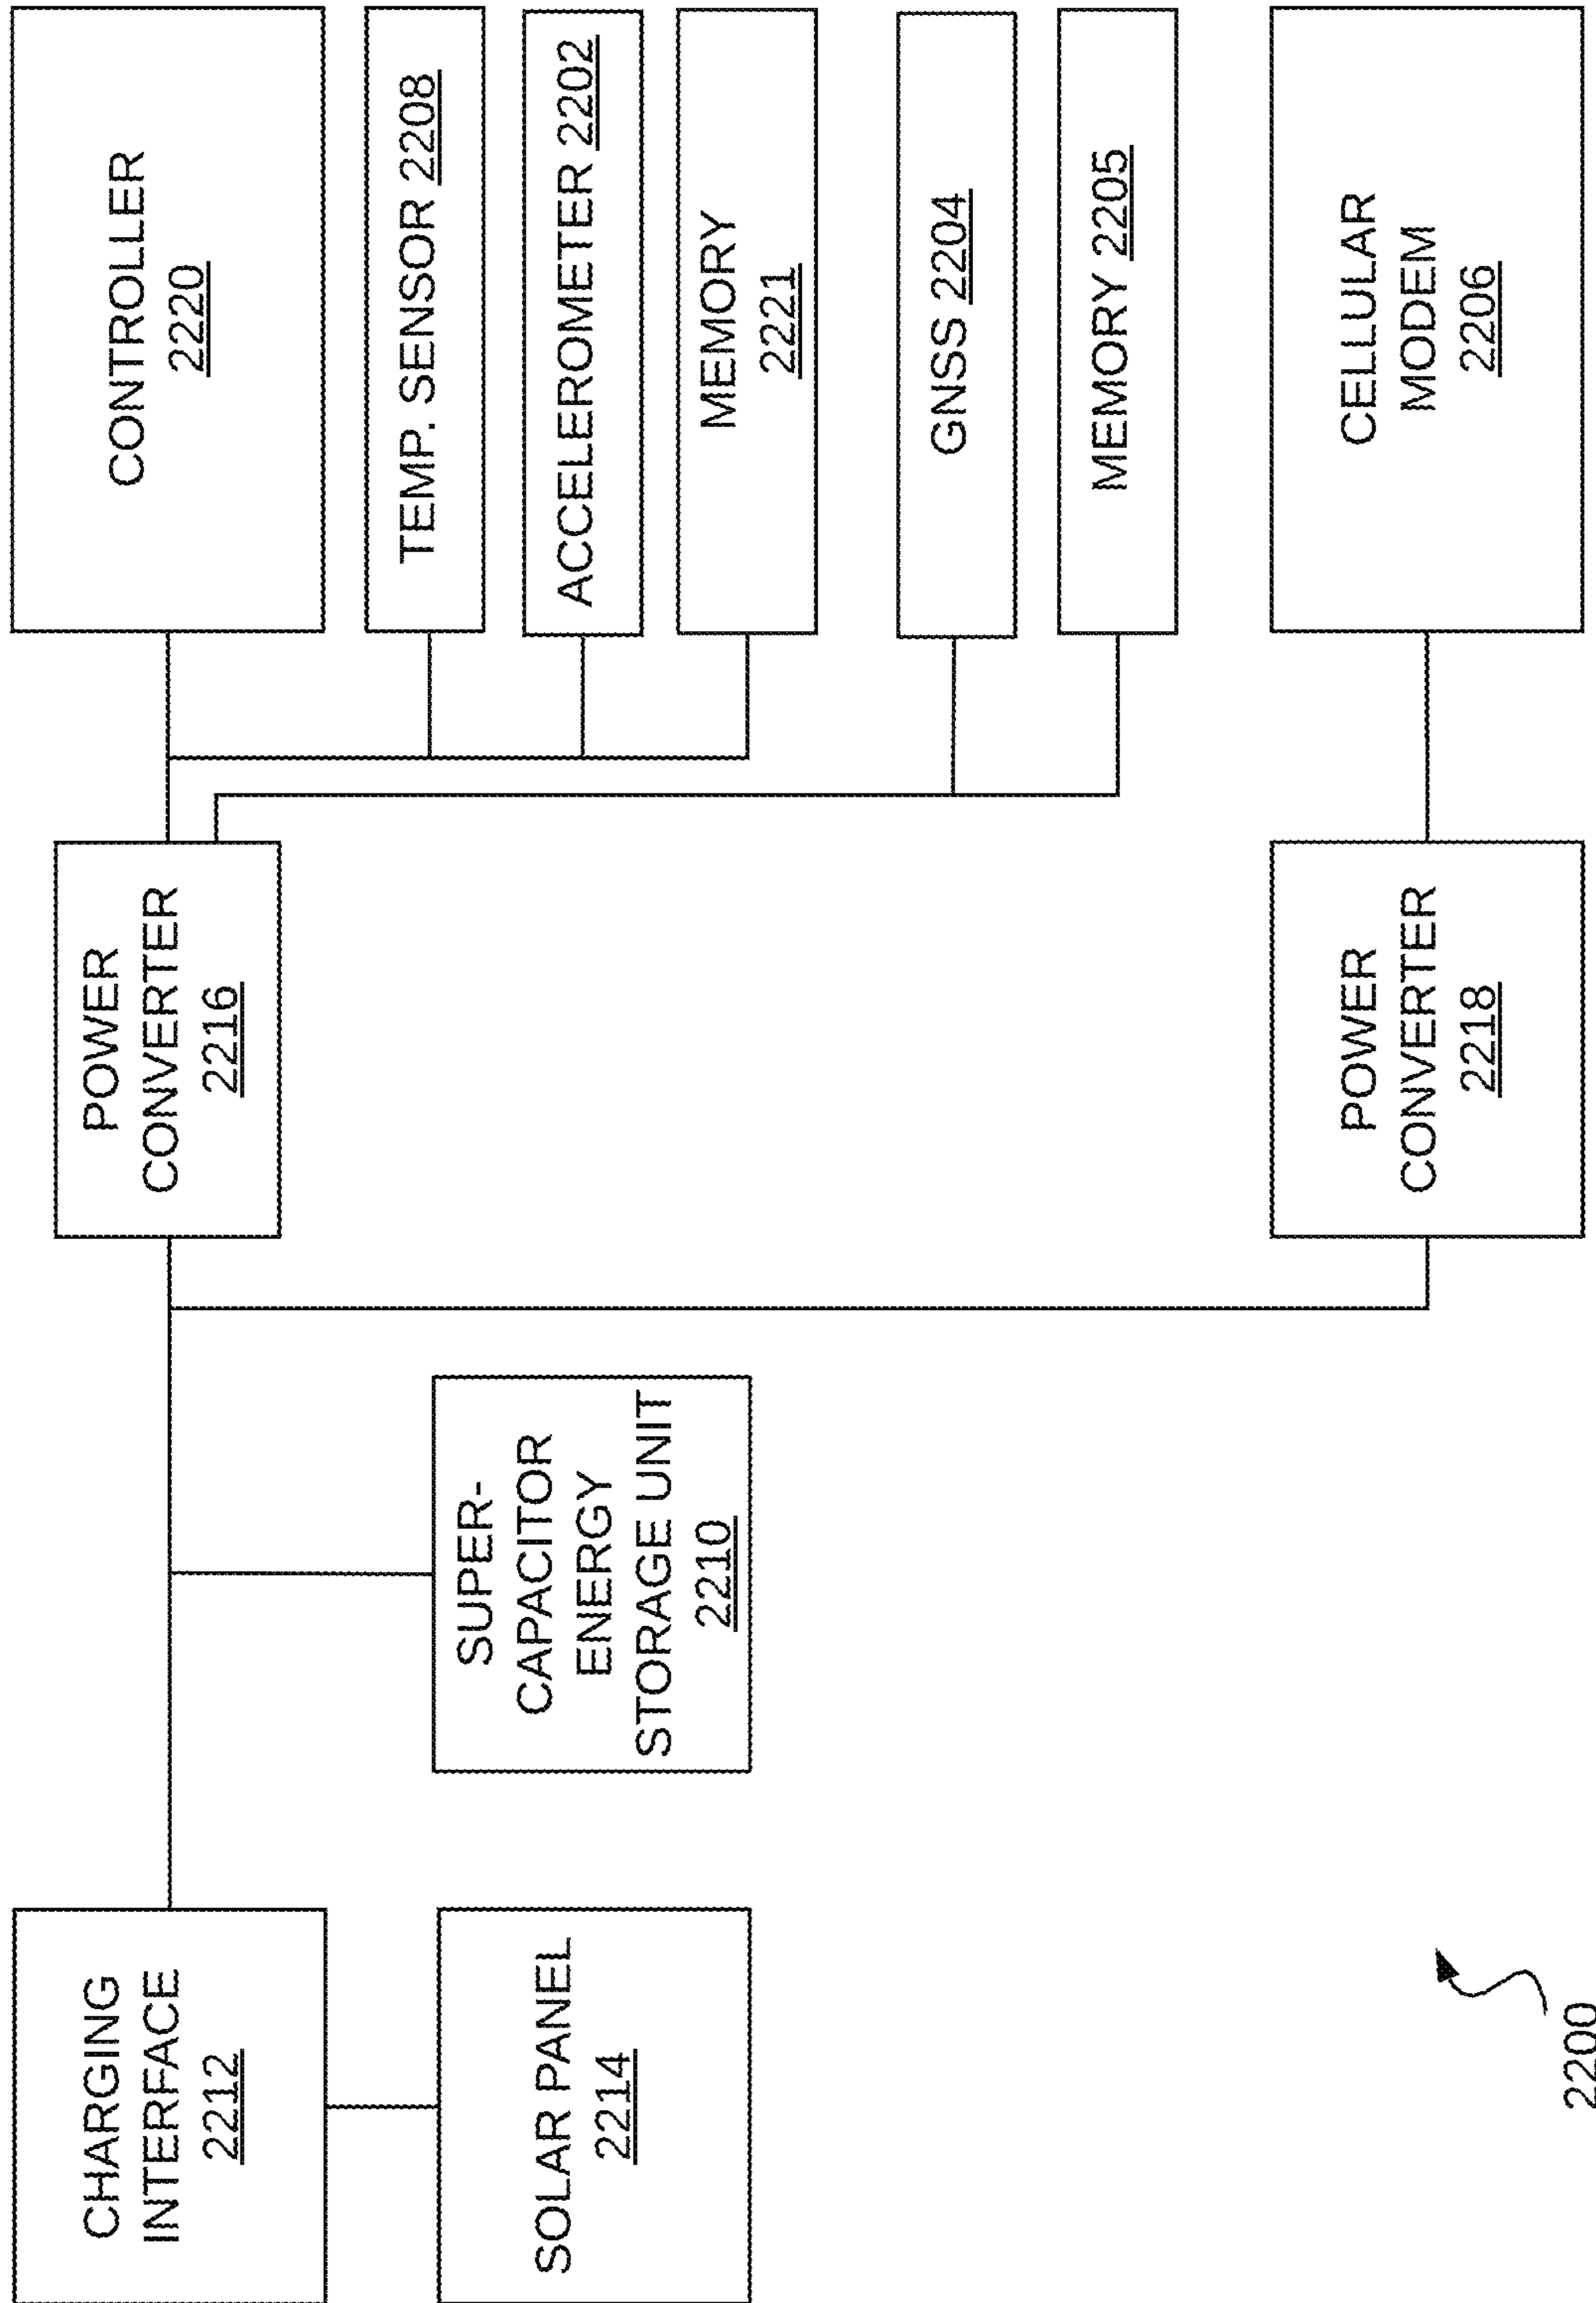 CHARGING
INTERFACE
2212
SOLAR PANEL
2214
SUPER-
CAPACITOR
ENERGY
STORAGE UNIT
2210
POWER
CONVERTER
2216
POWER
CONVERTER
2218
CONTROLLER
2220
TEMP. SENSOR 2208
ACCELEROMETER 2202
MEMORY
2221
GNSS 2204
MEMORY 2205
CELLULAR
MODEM
2206
2200